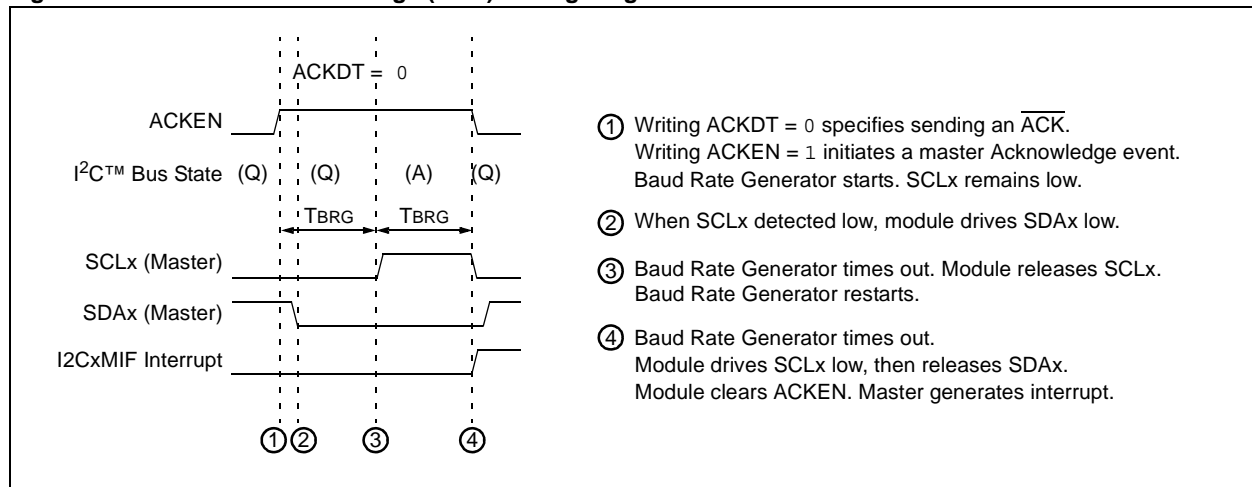 ACKDT = 0
ACKEN
I²C™ Bus State (Q) (Q) (A) (Q)
TBRG TBRG
SCLx (Master)
SDAx (Master)
I2CxMIF Interrupt
① ② ③ ④
① Writing ACKDT = 0 specifies sending an A̅C̅K̅.
Writing ACKEN = 1 initiates a master Acknowledge event.
Baud Rate Generator starts. SCLx remains low.
② When SCLx detected low, module drives SDAx low.
③ Baud Rate Generator times out. Module releases SCLx.
Baud Rate Generator restarts.
④ Baud Rate Generator times out.
Module drives SCLx low, then releases SDAx.
Module clears ACKEN. Master generates interrupt.